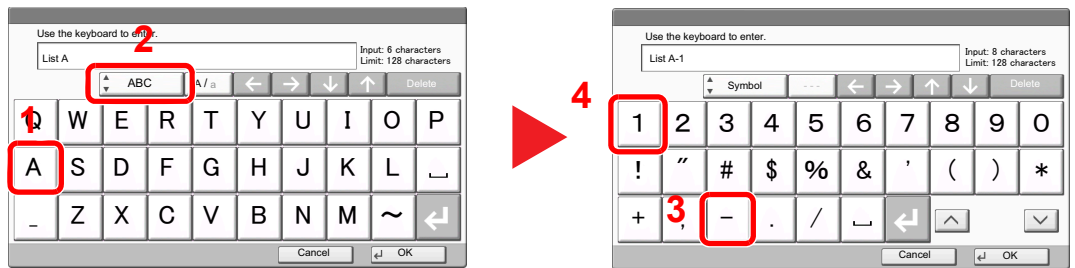 Use the keyboard to enter.
2
List A
Input: 6 characters
Limit: 128 characters
ABC
A / a
← → ↓ ↑
Delete
1
Q W E R T Y U I O P
A S D F G H J K L
_ Z X C V B N M ~
Cancel
OK
Use the keyboard to enter.
List A-1
Input: 8 characters
Limit: 128 characters
Symbol
- - -
← → ↑ ↓
Delete
4
1 2 3 4 5 6 7 8 9 0
! " # $ % & ' ( ) *
3
+ , - . /
Cancel
OK